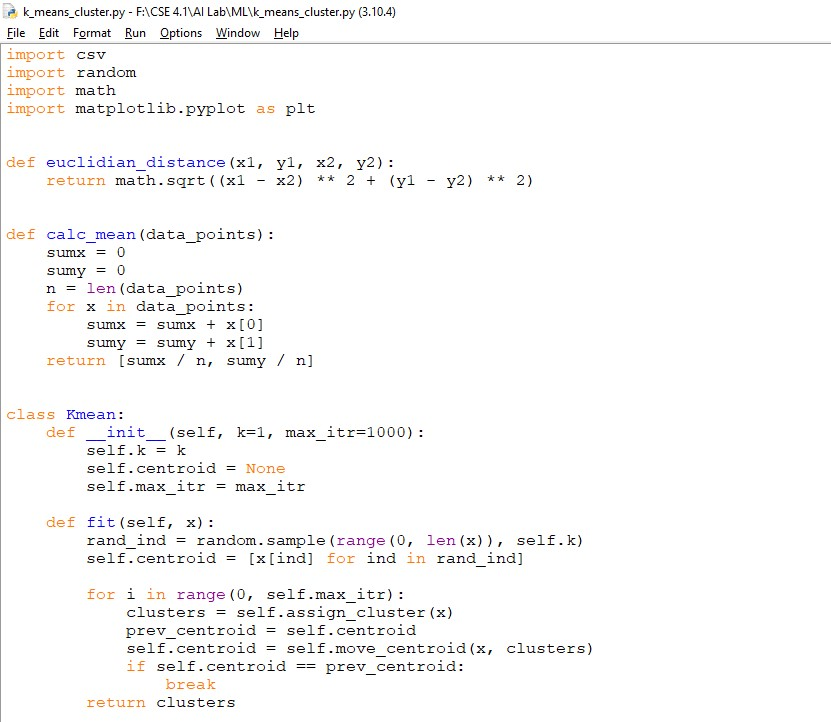 k_means_cluster.py - F:\CSE 4.1\AI Lab\ML\k_means_cluster.py (3.10.4)
File Edit Format Run Options Window Help
import csv
import random
import math
import matplotlib.pyplot as plt
def euclidian_distance(x1, y1, x2, y2):
    return math.sqrt((x1 - x2) ** 2 + (y1 - y2) ** 2)
def calc_mean(data_points):
    sumx = 0
    sumy = 0
    n = len(data_points)
    for x in data_points:
        sumx = sumx + x[0]
        sumy = sumy + x[1]
    return [sumx / n, sumy / n]
class Kmean:
    def __init__(self, k=1, max_itr=1000):
        self.k = k
        self.centroid = None
        self.max_itr = max_itr
    def fit(self, x):
        rand_ind = random.sample(range(0, len(x)), self.k)
        self.centroid = [x[ind] for ind in rand_ind]
        for i in range(0, self.max_itr):
            clusters = self.assign_cluster(x)
            prev_centroid = self.centroid
            self.centroid = self.move_centroid(x, clusters)
            if self.centroid == prev_centroid:
                break
        return clusters